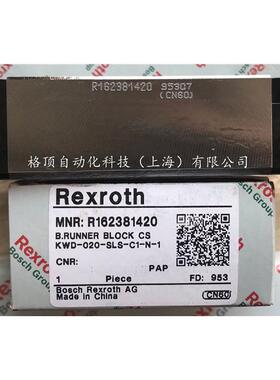 R162381420 95307
(CN60)
格顶自动化科技（上海）有限公司
Rexroth
Bosch Group
MNR: R162381420
B.RUNNER BLOCK CS
KWD-020-SLS-C1-N-1
CNR:
PAP
1 Piece FD: 953
Bosch Rexroth AG
Made in China
(CN60)